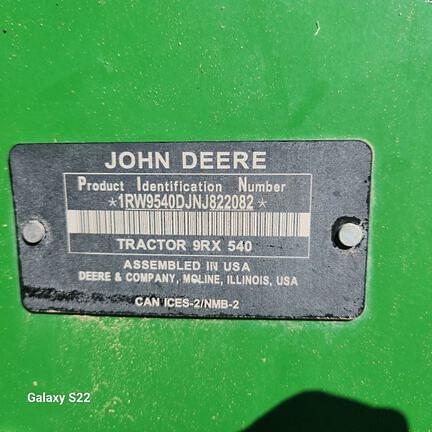 JOHN DEERE
Product Identification Number
*1RW9540DJNJ822082*
TRACTOR 9RX 540
ASSEMBLED IN USA
DEERE & COMPANY, MOLINE, ILLINOIS, USA
CAN ICES-2/NMB-2
Galaxy S22